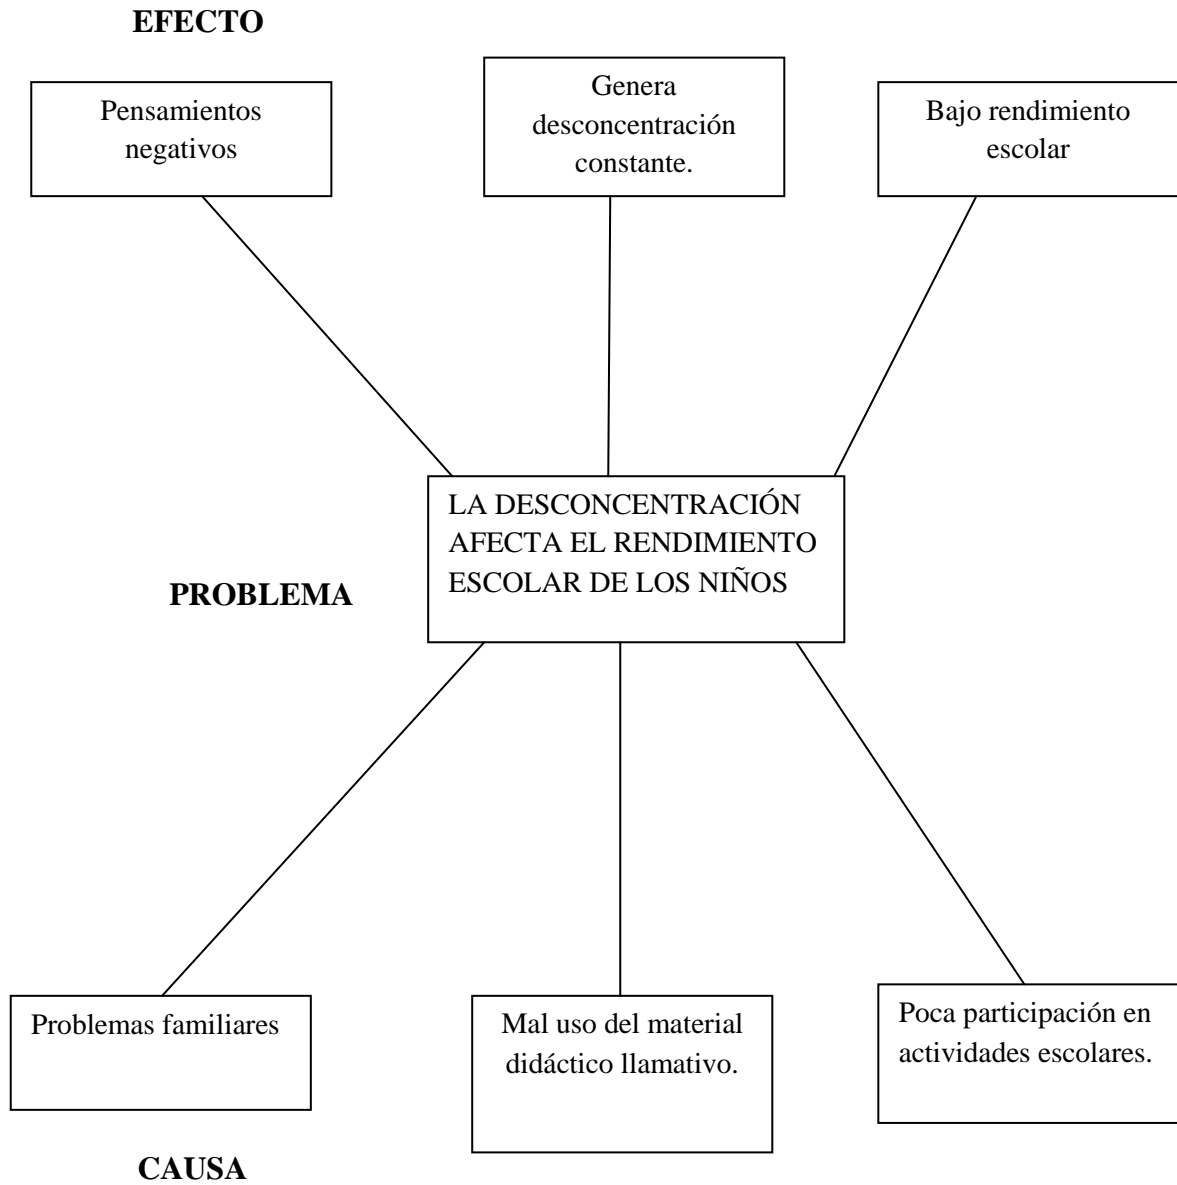 EFECTO
Pensamientos
negativos
Genera
desconcentración
constante.
Bajo rendimiento
escolar
LA DESCONCENTRACIÓN
AFECTA EL RENDIMIENTO
ESCOLAR DE LOS NIÑOS
PROBLEMA
Problemas familiares
Mal uso del material
didáctico llamativo.
Poca participación en
actividades escolares.
CAUSA